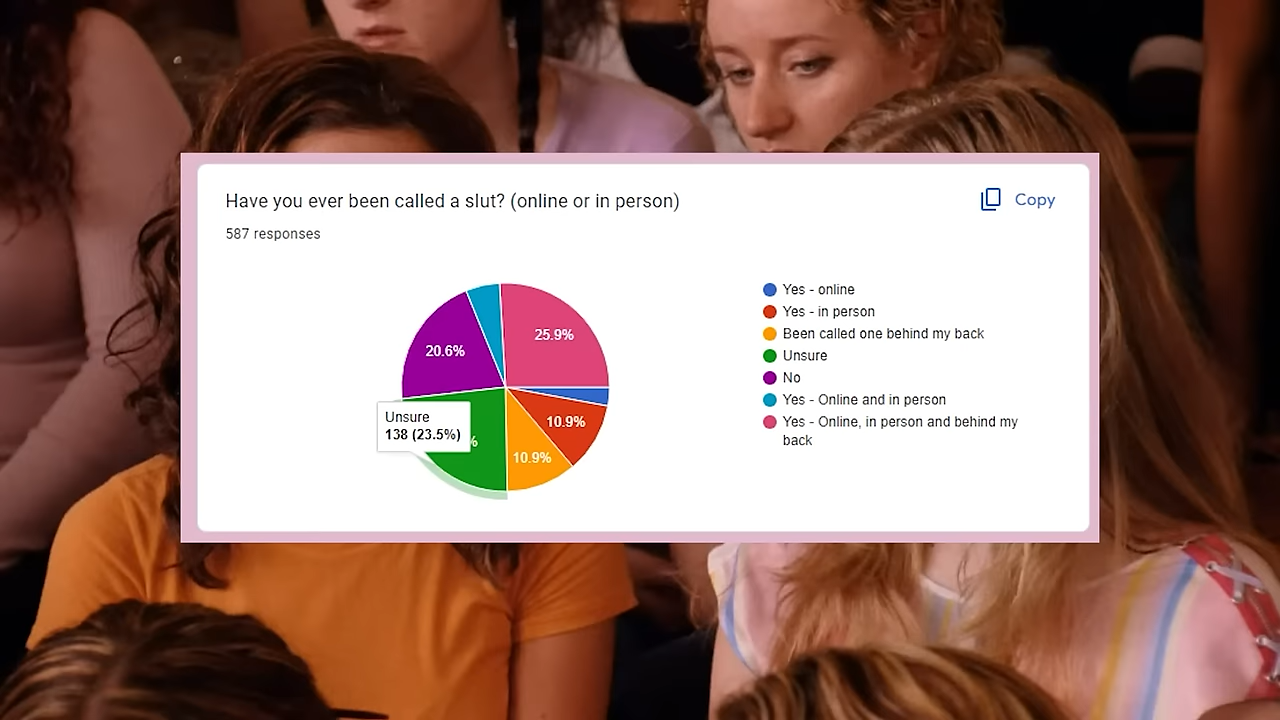 Have you ever been called a slut? (online or in person)
Copy
587 responses
25.9%
20.6%
10.9%
10.9%
%
Unsure
138 (23.5%)
Yes - online
Yes - in person
Been called one behind my back
Unsure
No
Yes - Online and in person
Yes - Online, in person and behind my
back